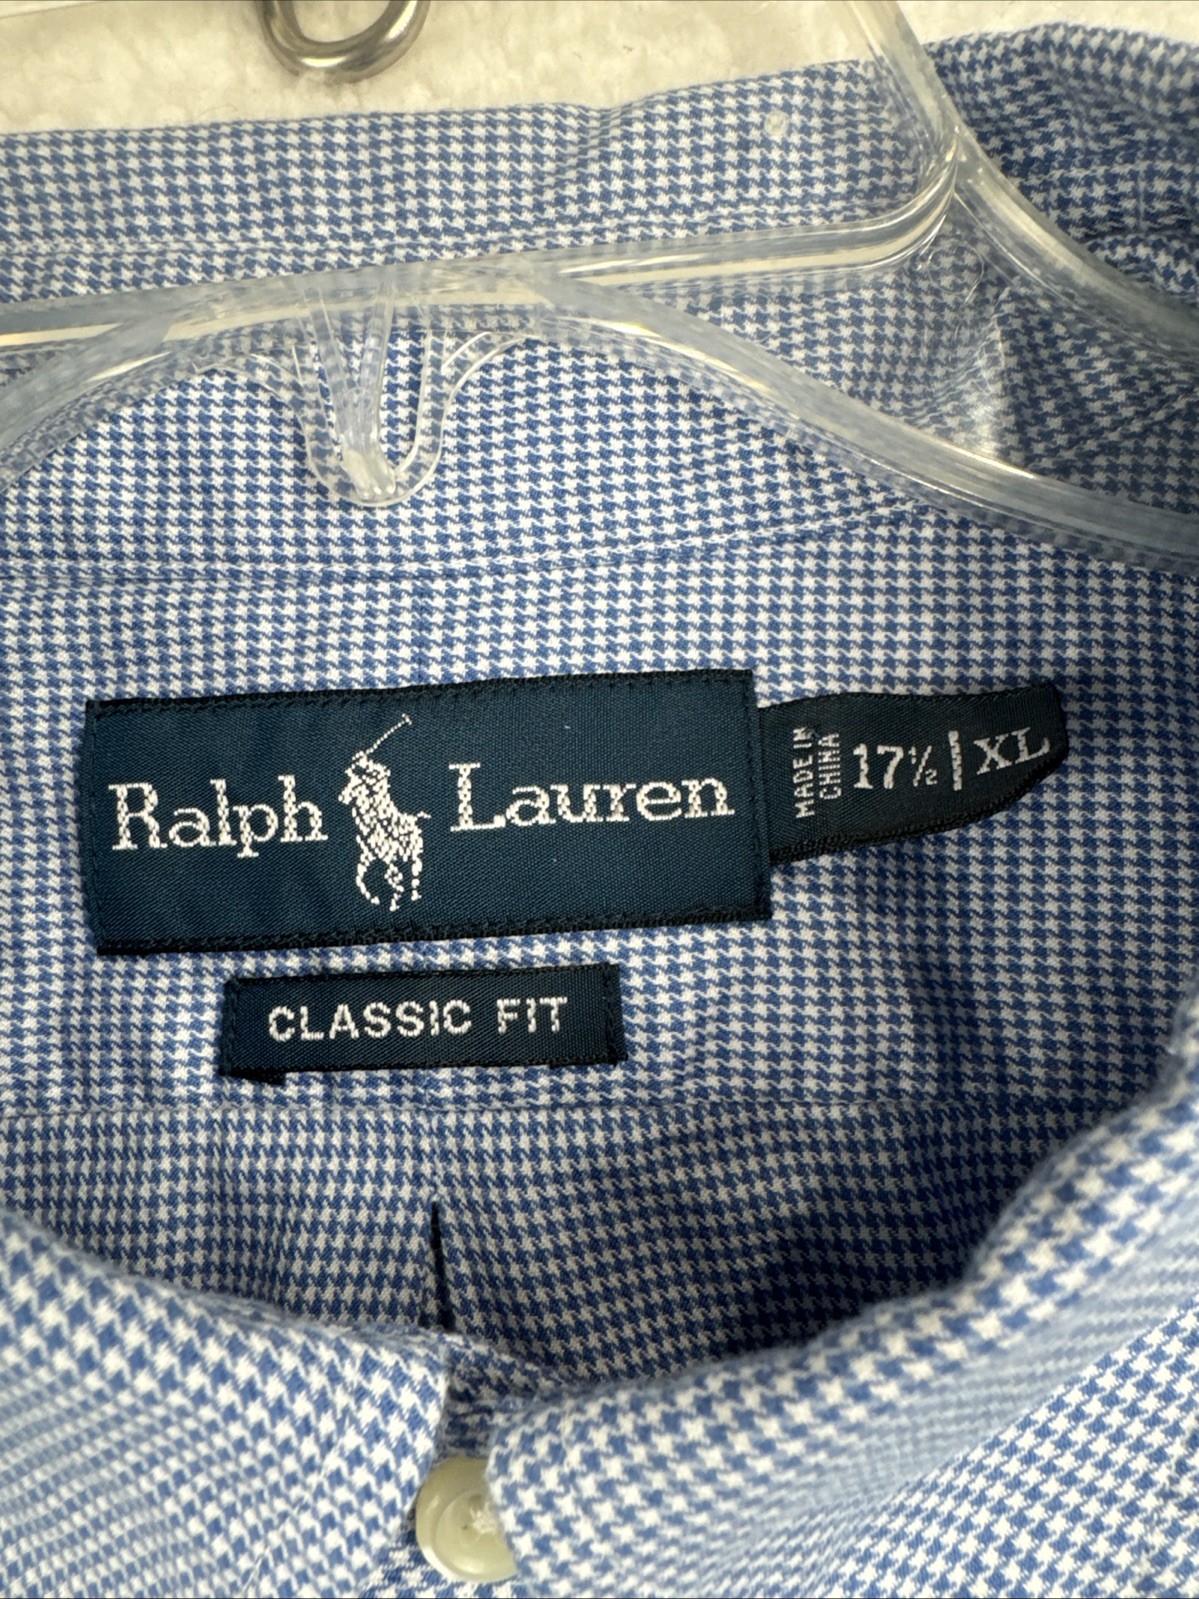 Ralph Lauren
MADE IN
CHINA
17½ | XL
CLASSIC FIT